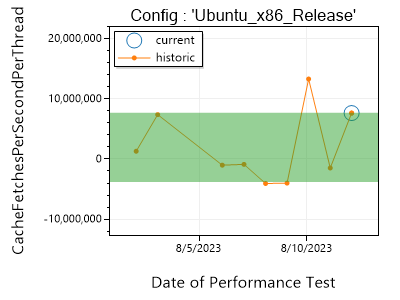 Config : 'Ubuntu_x86_Release'
current
historic
CacheFetchesPerSecondPerThread
20,000,000
10,000,000
0
-10,000,000
8/5/2023
8/10/2023
Date of Performance Test